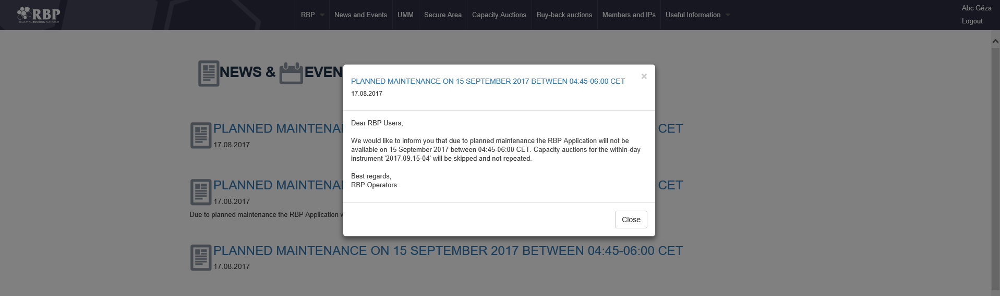 RBP
REGIONAL BOOKING PLATFORM
RBP
News and Events
UMM
Secure Area
Capacity Auctions
Buy-back auctions
Members and IPs
Useful Information
Abc Géza
Logout
NEWS & EVEN
PLANNED MAINTENANCE ON 15 SEPTEMBER 2017 BETWEEN 04:45-06:00 CET
17.08.2017
Dear RBP Users,
We would like to inform you that due to planned maintenance the RBP Application will not be
available on 15 September 2017 between 04:45-06:00 CET. Capacity auctions for the within-day
instrument '2017.09.15-04' will be skipped and not repeated.
Best regards,
RBP Operators
Close
PLANNED MAINTENAN CET
17.08.2017
PLANNED MAINTENAN CET
17.08.2017
Due to planned maintenance the RBP Application
PLANNED MAINTENANCE ON 15 SEPTEMBER 2017 BETWEEN 04:45-06:00 CET
17.08.2017